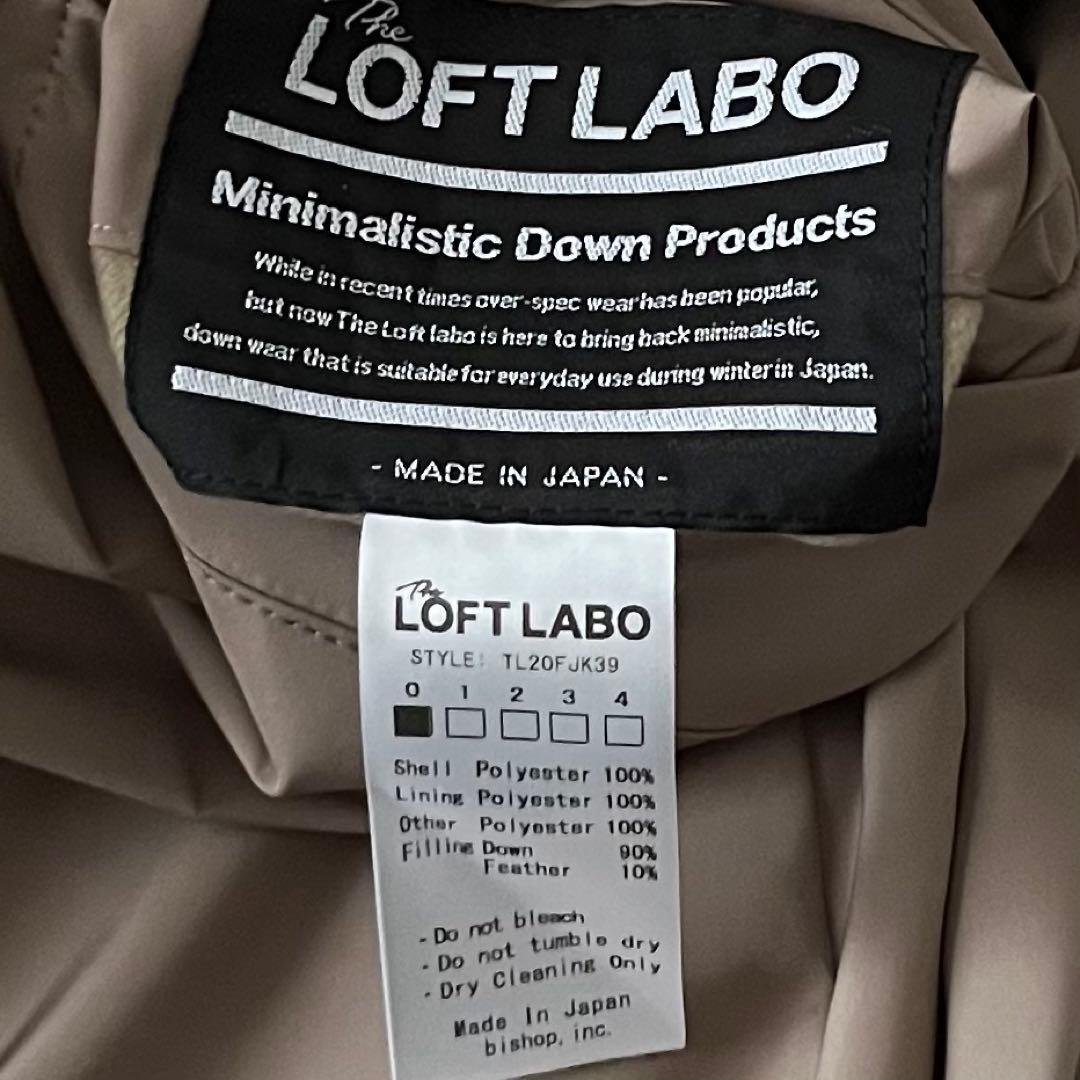 The
LOFT LABO
Minimalistic Down Products
While in recent times over-spec wear has been popular,
but now The Loft labo is here to bring back minimalistic,
down wear that is suitable for everyday use during winter in Japan.
- MADE IN JAPAN -
The
LOFT LABO
STYLE: TL20FJK39
0 1 2 3 4
Shell Polyester 100%
Lining Polyester 100%
Other Polyester 100%
Filling Down 90%
Feather 10%
- Do not bleach
- Do not tumble dry
- Dry Cleaning Only
Made In Japan
bishop, inc.